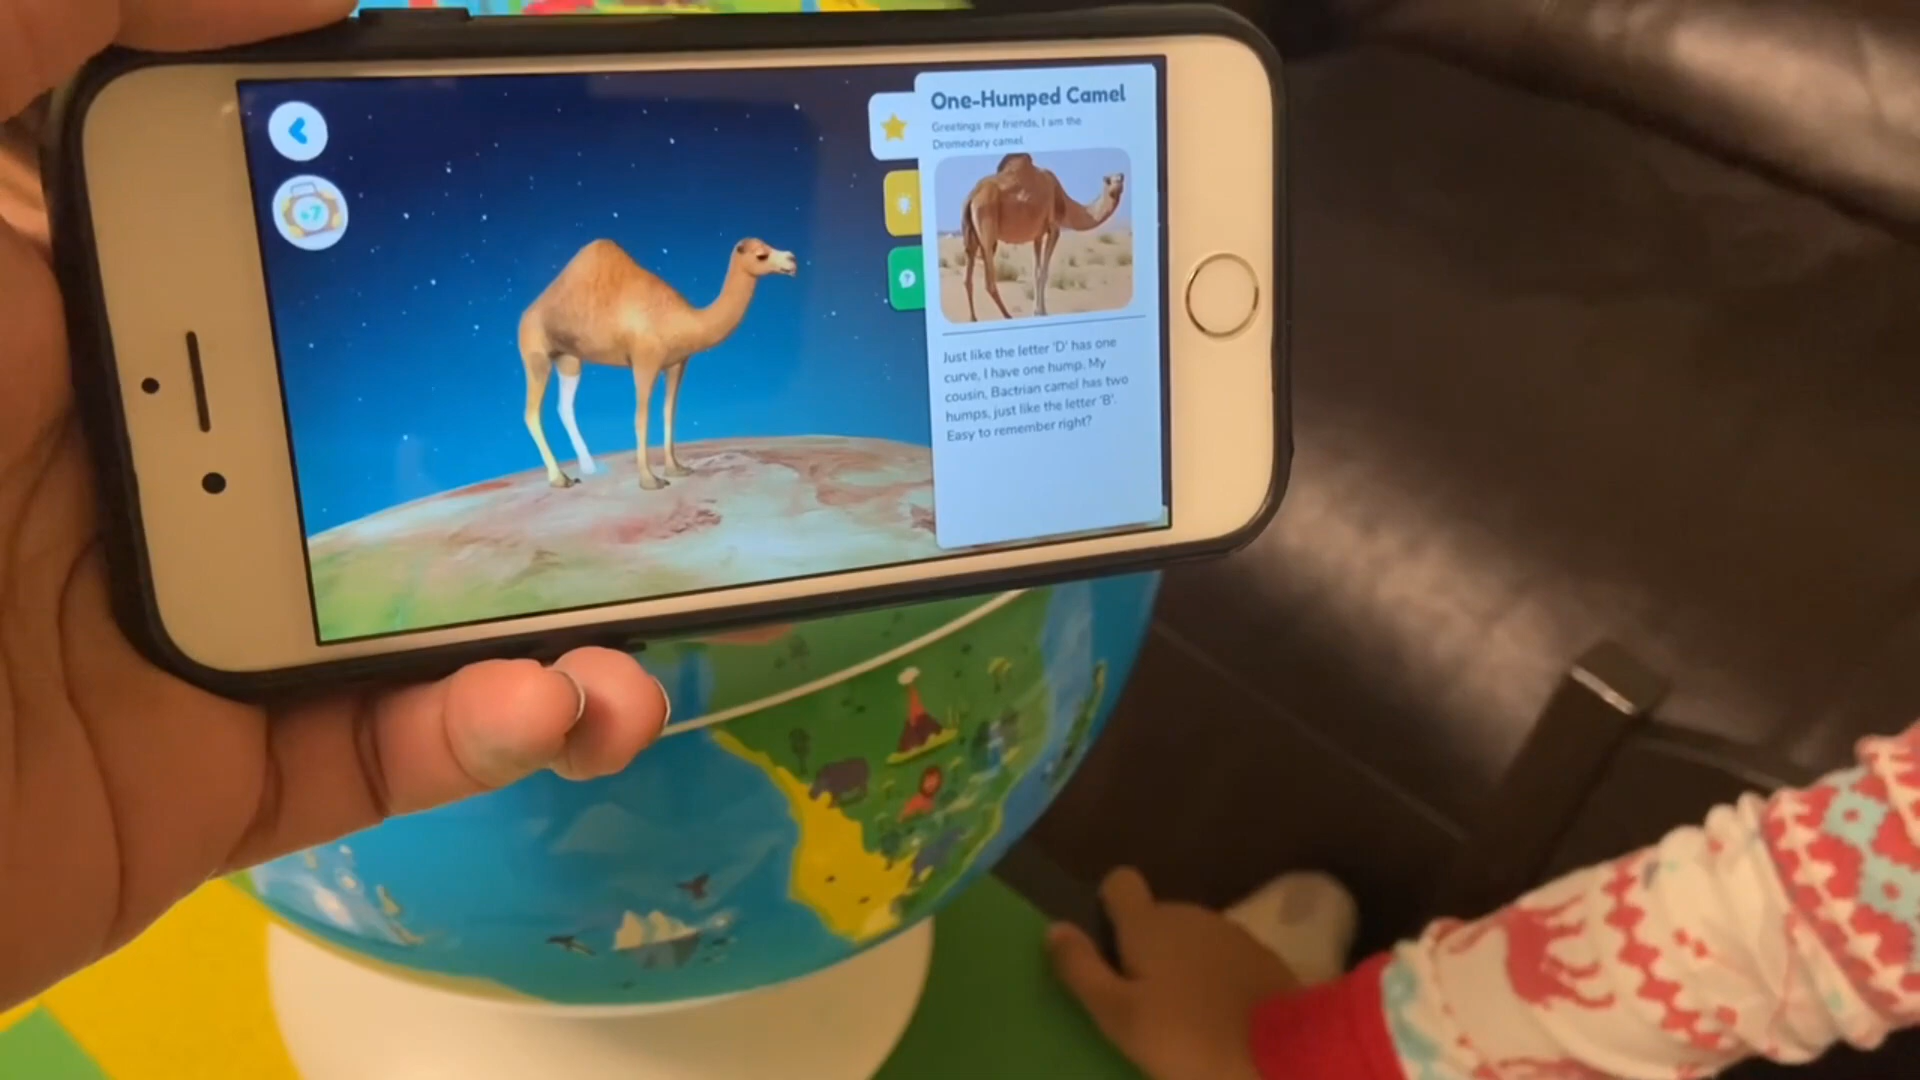 One-Humped Camel
Greetings my friends, I am the
Dromedary camel.
+7
Just like the letter 'D' has one
curve, I have one hump. My
cousin, Bactrian camel has two
humps, just like the letter 'B'.
Easy to remember right?